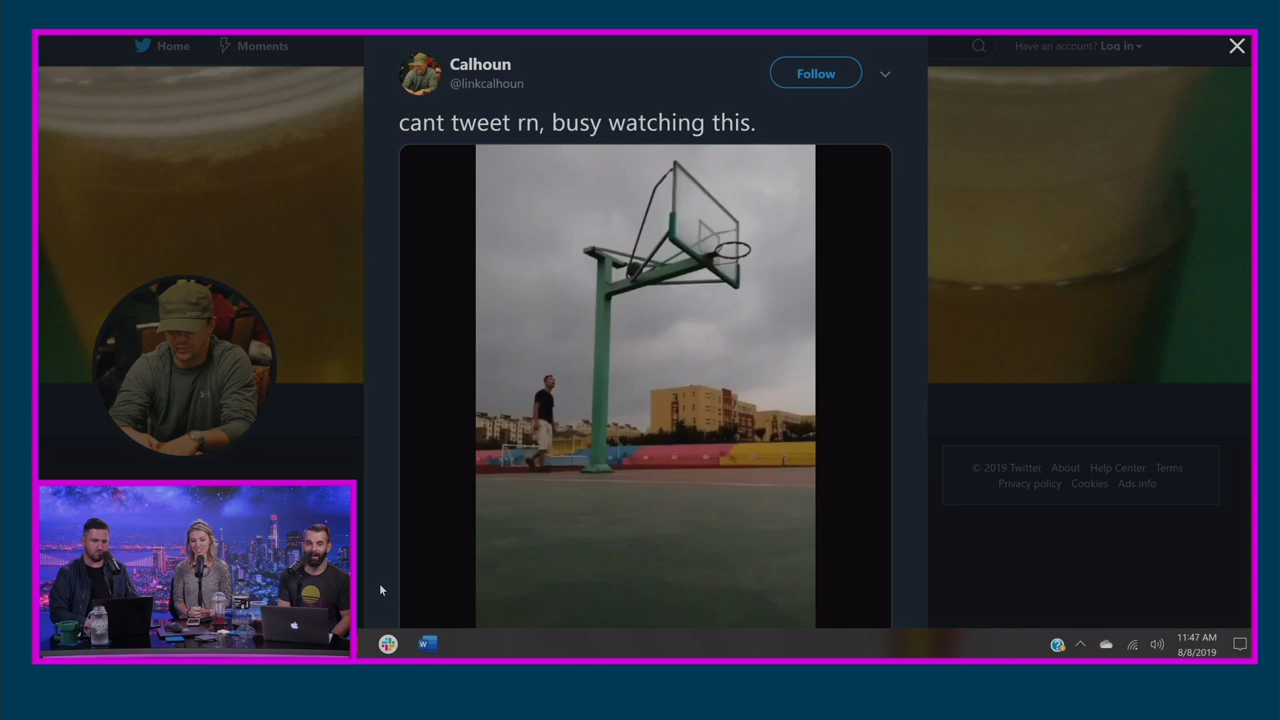 Home
Moments
Have an account? Log in
Calhoun
@linkcalhoun
Follow
cant tweet rn, busy watching this.
© 2019 Twitter About Help Center Terms
Privacy policy Cookies Ads info
W
11:47 AM
8/8/2019